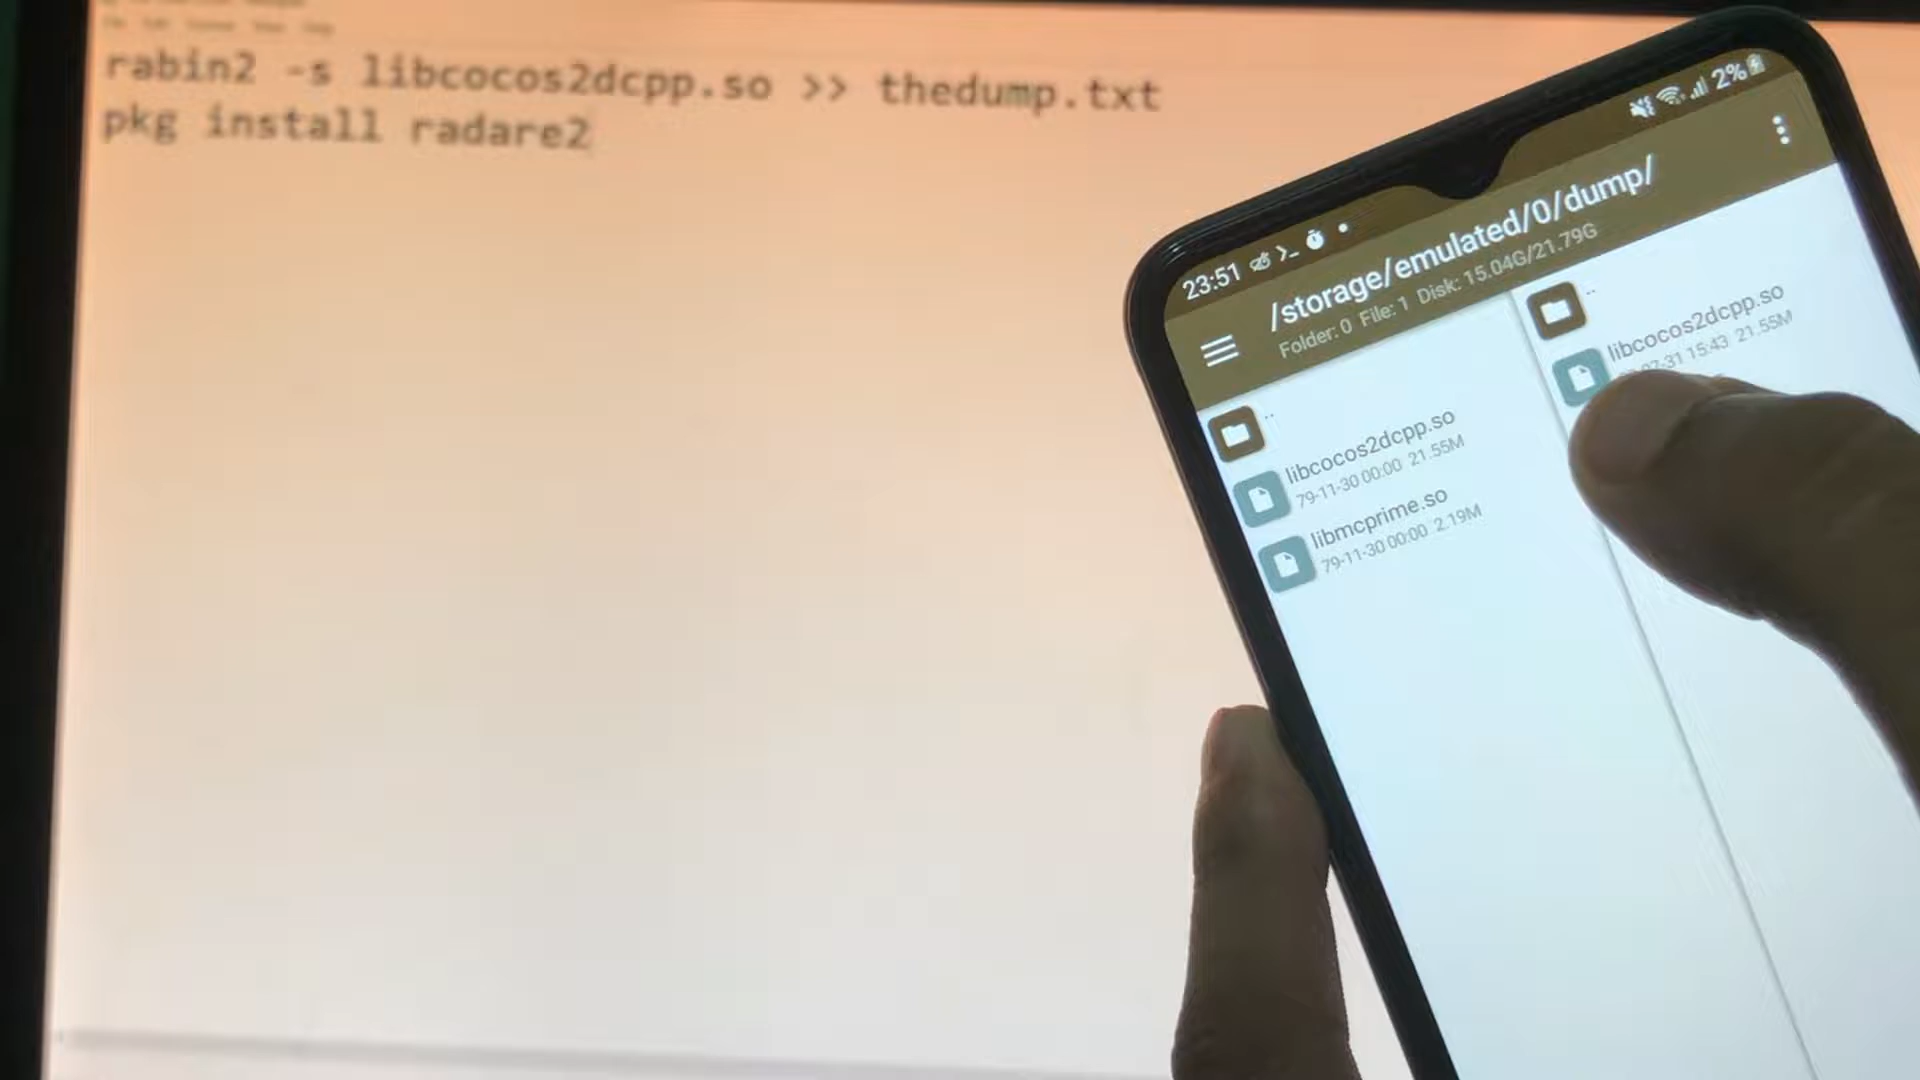 rabin2 -s libcocos2dcpp.so >> thedump.txt
pkg install radare2
2%
23:51
/storage/emulated/0/dump/
Folder: 0 File: 1 Disk: 15.04G/21.79G
..
libcocos2dcpp.so
79-11-30 00:00 21.55M
libmcprime.so
79-11-30 00:00 2.19M
..
libcocos2dcpp.so
07-31 15:43 21.55M